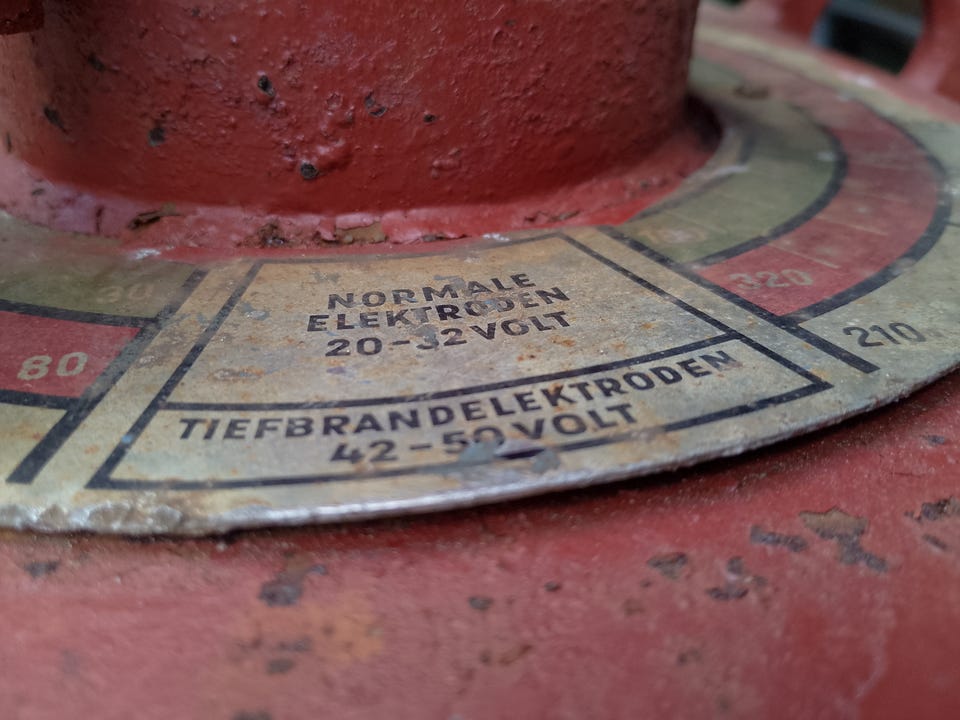 NORMALE
ELEKTRODEN
20-32 VOLT
TIEFBRANDELEKTRODEN
42-50 VOLT
30
80
320
210